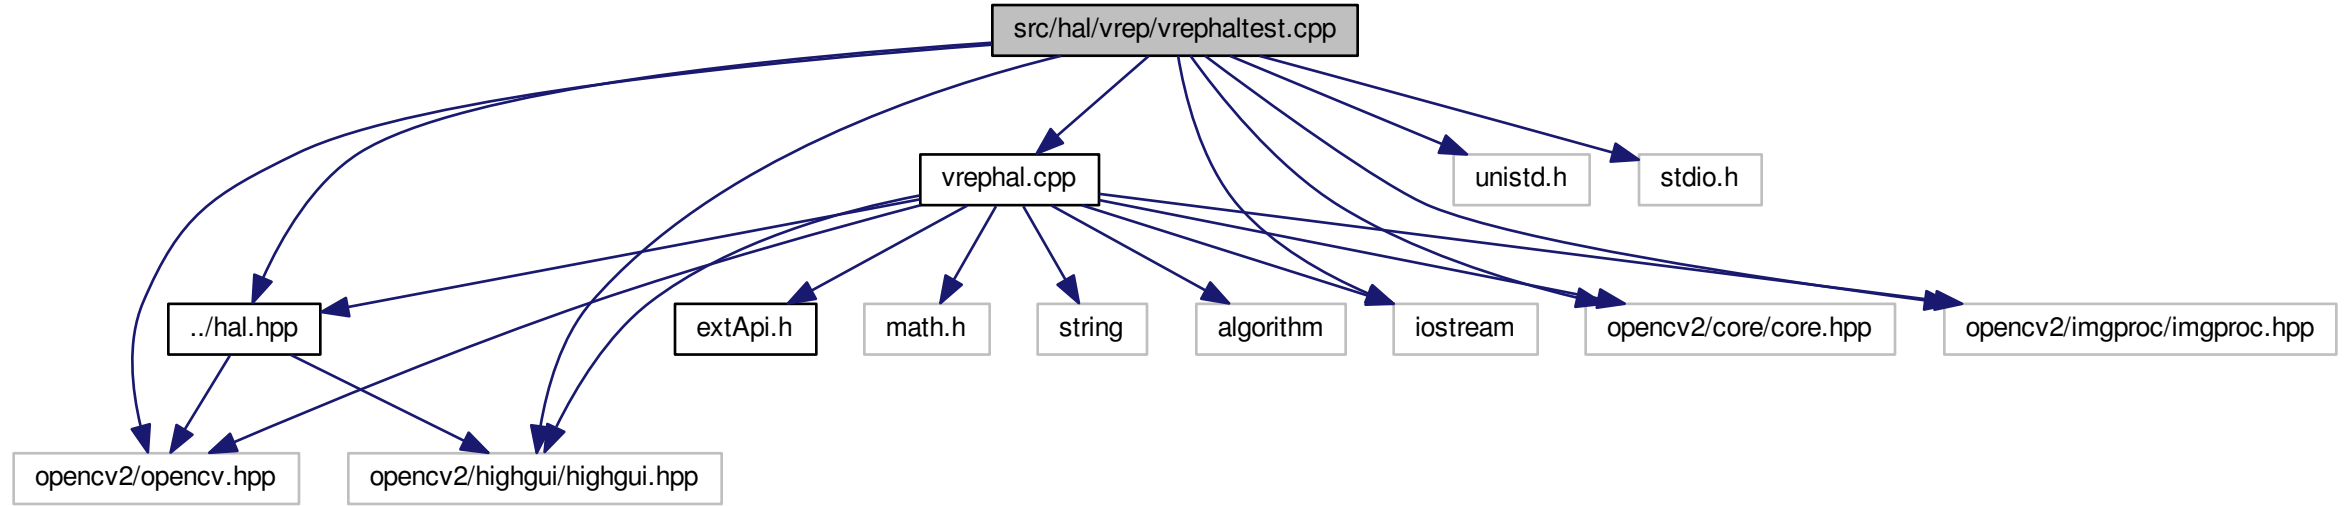 src/hal/vrep/vrephaltest.cpp
vrephal.cpp
unistd.h
stdio.h
../hal.hpp
extApi.h
math.h
string
algorithm
iostream
opencv2/core/core.hpp
opencv2/imgproc/imgproc.hpp
opencv2/opencv.hpp
opencv2/highgui/highgui.hpp